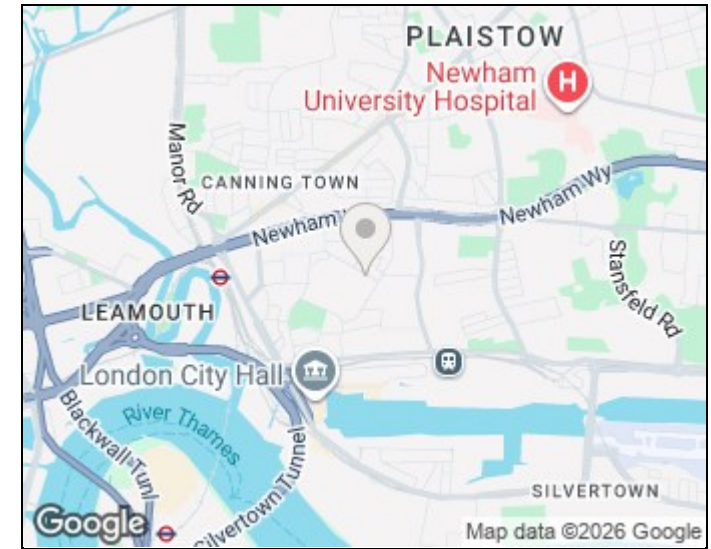 PLAISTOW
Newham
University Hospital
H
Manor Rd
CANNING TOWN
Newham Wy
Newham W
Stansfeld Rd
LEAMOUTH
London City Hall
River Thames
Blackwall Tunl
Silvertown Tunnel
SILVERTOWN
Google
Map data ©2026 Google